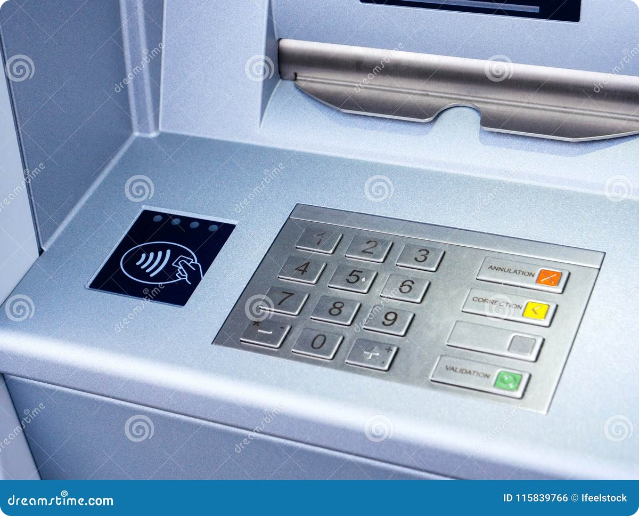 1 2 3
ANNULATION
4 5 6
CORRECTION
7 8 9
* 0 +
VALIDATION
dreamstime.com
ID 115839766 © Ifeelstock